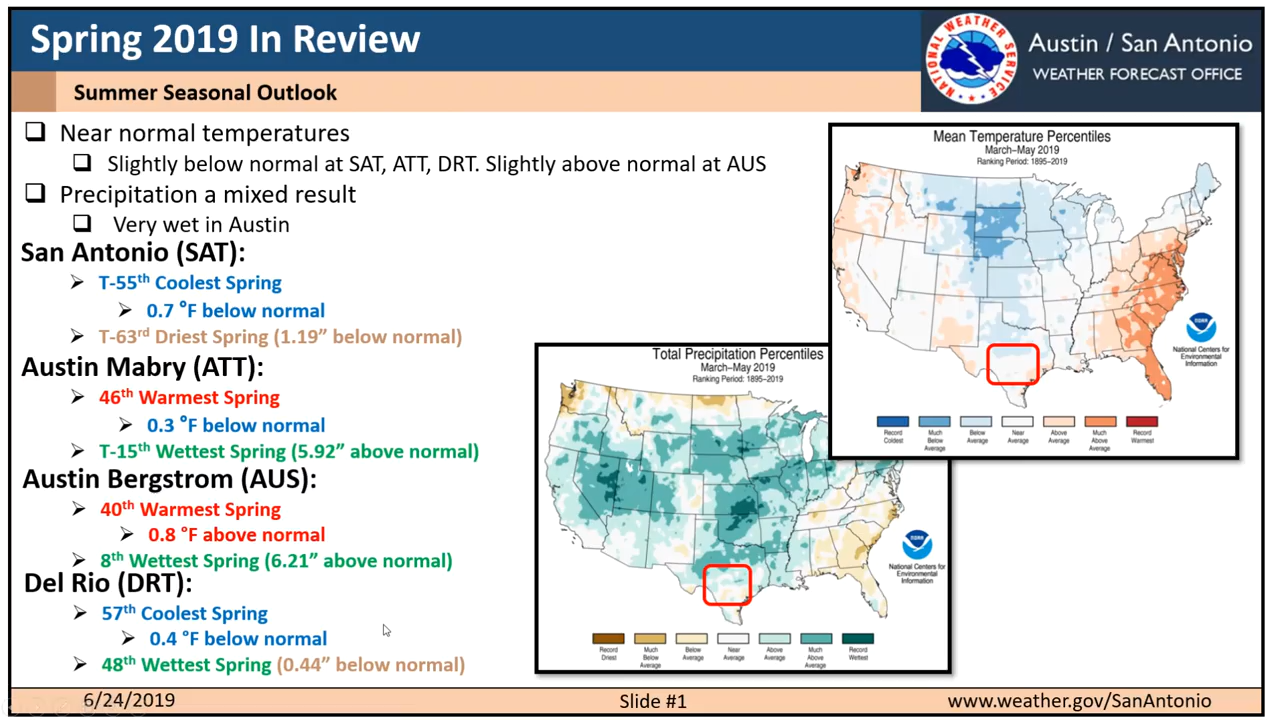 Spring 2019 In Review
Summer Seasonal Outlook
NATIONAL WEATHER SERVICE
Austin / San Antonio
WEATHER FORECAST OFFICE
Near normal temperatures
Slightly below normal at SAT, ATT, DRT. Slightly above normal at AUS
Precipitation a mixed result
Very wet in Austin
San Antonio (SAT):
T-55th Coolest Spring
0.7 °F below normal
T-63rd Driest Spring (1.19” below normal)
Austin Mabry (ATT):
46th Warmest Spring
0.3 °F below normal
T-15th Wettest Spring (5.92” above normal)
Austin Bergstrom (AUS):
40th Warmest Spring
0.8 °F above normal
8th Wettest Spring (6.21” above normal)
Del Rio (DRT):
57th Coolest Spring
0.4 °F below normal
48th Wettest Spring (0.44” below normal)
Mean Temperature Percentiles
March–May 2019
Ranking Period: 1895–2019
NOAA
National Centers for
Environmental
Information
Record Coldest
Much Below Average
Below Average
Near Average
Above Average
Much Above Average
Record Warmest
Total Precipitation Percentiles
March–May 2019
Ranking Period: 1895–2019
NOAA
National Centers for
Environmental
Information
Record Driest
Much Below Average
Below Average
Near Average
Above Average
Much Above Average
Record Wettest
6/24/2019
Slide #1
www.weather.gov/SanAntonio